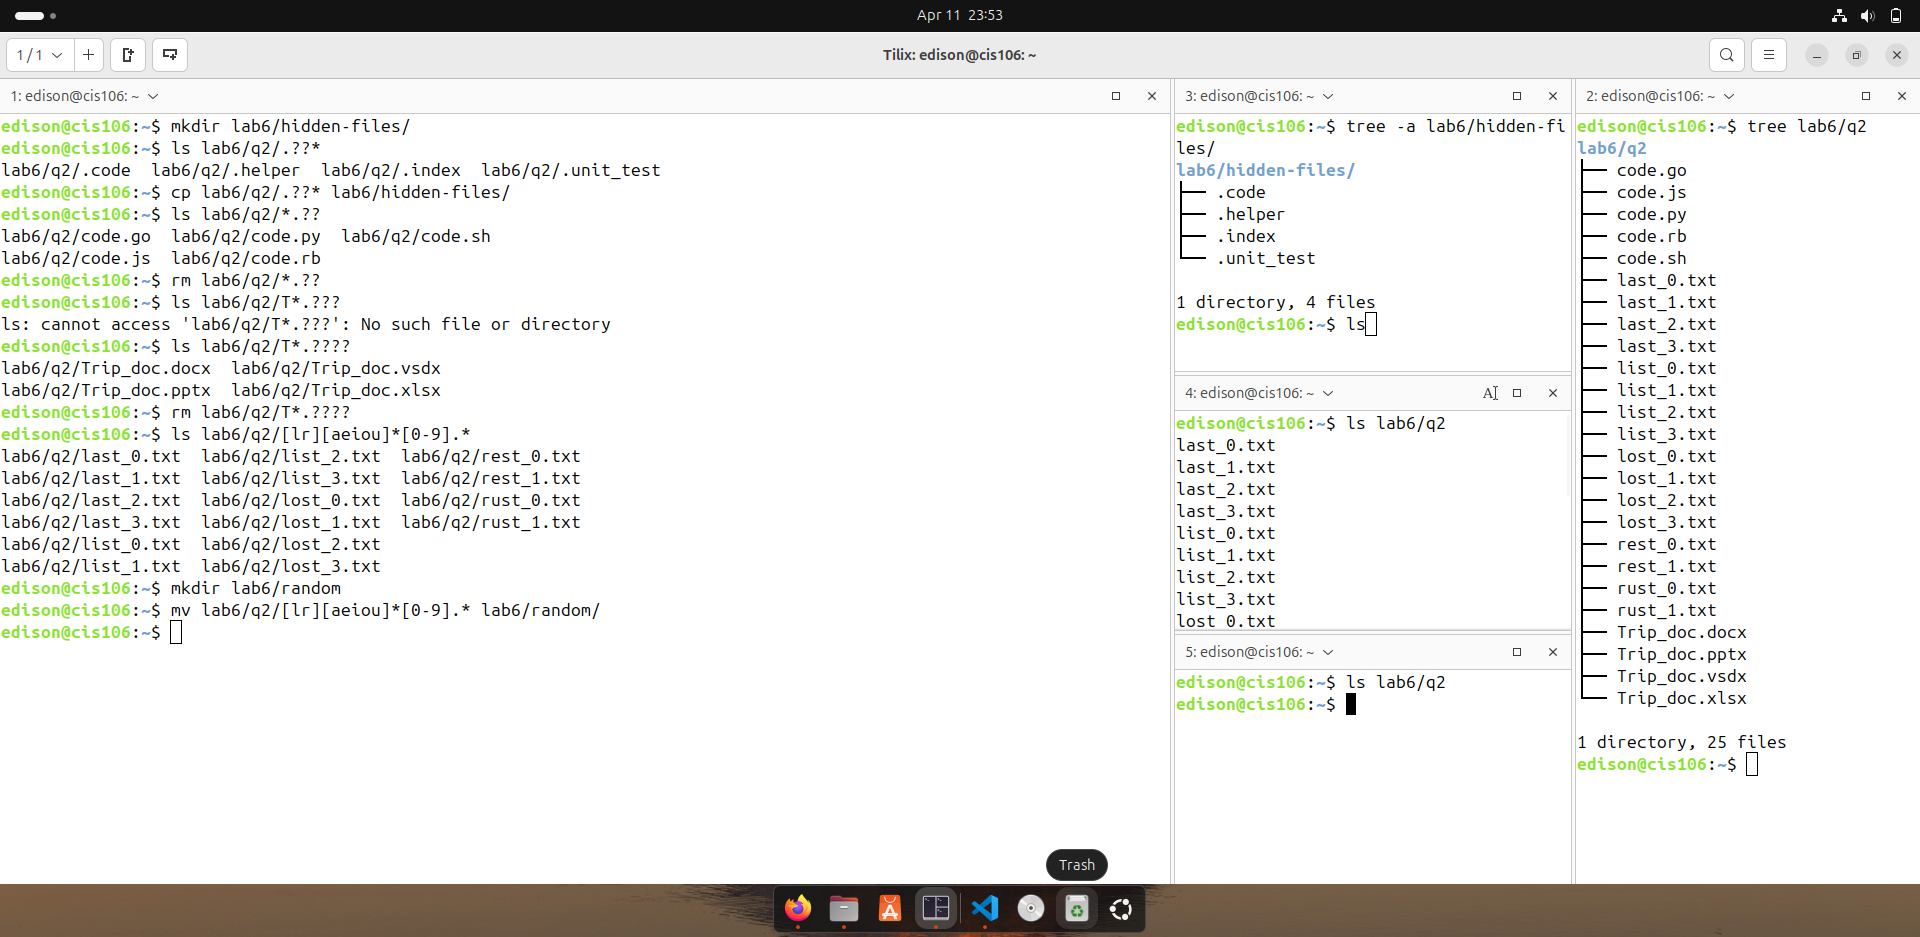 Apr 11 23:53
1 / 1
Tilix: edison@cis106: ~
1: edison@cis106: ~
edison@cis106:~$ mkdir lab6/hidden-files/
edison@cis106:~$ ls lab6/q2/.??*
lab6/q2/.code  lab6/q2/.helper  lab6/q2/.index  lab6/q2/.unit_test
edison@cis106:~$ cp lab6/q2/.??* lab6/hidden-files/
edison@cis106:~$ ls lab6/q2/*.??
lab6/q2/code.go  lab6/q2/code.py  lab6/q2/code.sh
lab6/q2/code.js  lab6/q2/code.rb
edison@cis106:~$ rm lab6/q2/*.??
edison@cis106:~$ ls lab6/q2/T*.???
ls: cannot access 'lab6/q2/T*.???': No such file or directory
edison@cis106:~$ ls lab6/q2/T*.????
lab6/q2/Trip_doc.docx  lab6/q2/Trip_doc.vsdx
lab6/q2/Trip_doc.pptx  lab6/q2/Trip_doc.xlsx
edison@cis106:~$ rm lab6/q2/T*.????
edison@cis106:~$ ls lab6/q2/[lr][aeiou]*[0-9].*
lab6/q2/last_0.txt  lab6/q2/list_2.txt  lab6/q2/rest_0.txt
lab6/q2/last_1.txt  lab6/q2/list_3.txt  lab6/q2/rest_1.txt
lab6/q2/last_2.txt  lab6/q2/lost_0.txt  lab6/q2/rust_0.txt
lab6/q2/last_3.txt  lab6/q2/lost_1.txt  lab6/q2/rust_1.txt
lab6/q2/list_0.txt  lab6/q2/lost_2.txt
lab6/q2/list_1.txt  lab6/q2/lost_3.txt
edison@cis106:~$ mkdir lab6/random
edison@cis106:~$ mv lab6/q2/[lr][aeiou]*[0-9].* lab6/random/
edison@cis106:~$
3: edison@cis106: ~
edison@cis106:~$ tree -a lab6/hidden-fi
les/
lab6/hidden-files/
├── .code
├── .helper
├── .index
└── .unit_test
1 directory, 4 files
edison@cis106:~$ ls
4: edison@cis106: ~
edison@cis106:~$ ls lab6/q2
last_0.txt
last_1.txt
last_2.txt
last_3.txt
list_0.txt
list_1.txt
list_2.txt
list_3.txt
lost_0.txt
5: edison@cis106: ~
edison@cis106:~$ ls lab6/q2
edison@cis106:~$
2: edison@cis106: ~
edison@cis106:~$ tree lab6/q2
lab6/q2
├── code.go
├── code.js
├── code.py
├── code.rb
├── code.sh
├── last_0.txt
├── last_1.txt
├── last_2.txt
├── last_3.txt
├── list_0.txt
├── list_1.txt
├── list_2.txt
├── list_3.txt
├── lost_0.txt
├── lost_1.txt
├── lost_2.txt
├── lost_3.txt
├── rest_0.txt
├── rest_1.txt
├── rust_0.txt
├── rust_1.txt
├── Trip_doc.docx
├── Trip_doc.pptx
├── Trip_doc.vsdx
└── Trip_doc.xlsx
1 directory, 25 files
edison@cis106:~$
Trash